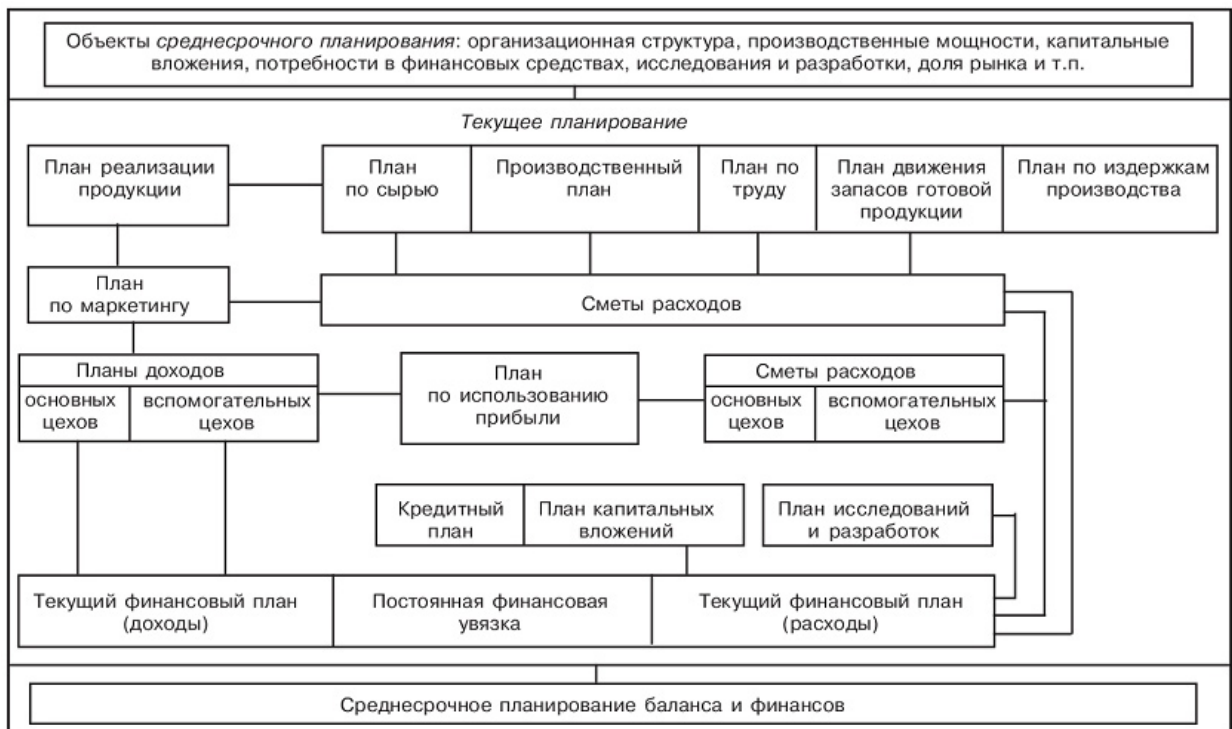 Объекты среднесрочного планирования: организационная структура, производственные мощности, капитальные
вложения, потребности в финансовых средствах, исследования и разработки, доля рынка и т.п.
Текущее планирование
План реализации
продукции
План
по сырью
Производственный
план
План по
труду
План движения
запасов готовой
продукции
План по издержкам
производства
План
по маркетингу
Сметы расходов
Планы доходов
основных
цехов
вспомогательных
цехов
План
по использованию
прибыли
Сметы расходов
основных
цехов
вспомогательных
цехов
Кредитный
план
План капитальных
вложений
План исследований
и разработок
Текущий финансовый план
(доходы)
Постоянная финансовая
увязка
Текущий финансовый план
(расходы)
Среднесрочное планирование баланса и финансов